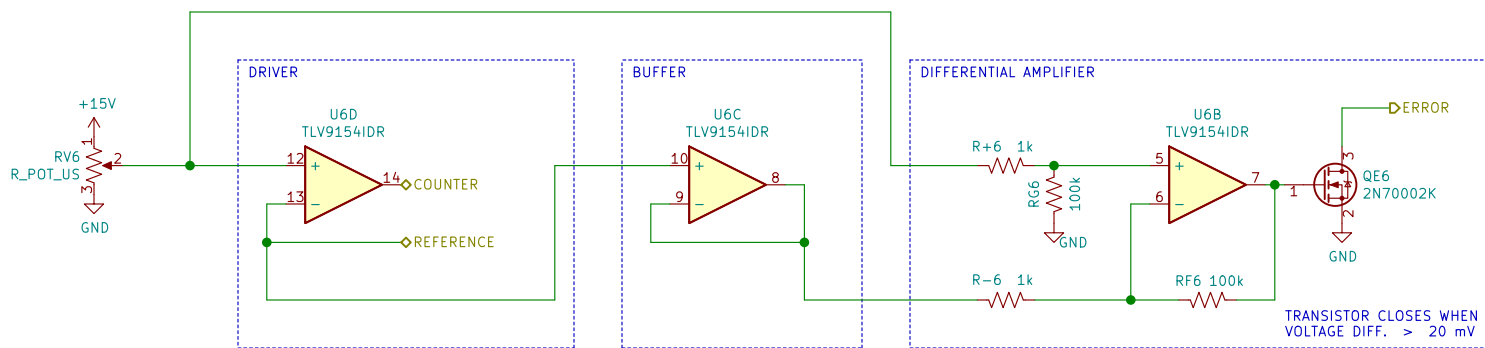 DRIVER
BUFFER
DIFFERENTIAL AMPLIFIER
+15V
RV6
R_POT_US
1
2
3
GND
U6D
TLV9154IDR
12
+
13
−
14
COUNTER
REFERENCE
U6C
TLV9154IDR
10
+
9
−
8
R+6 1k
RG6
100k
GND
R-6 1k
U6B
TLV9154IDR
5
+
6
−
7
RF6 100k
ERROR
1
3
2
QE6
2N70002K
GND
TRANSISTOR CLOSES WHEN
VOLTAGE DIFF. > 20 mV